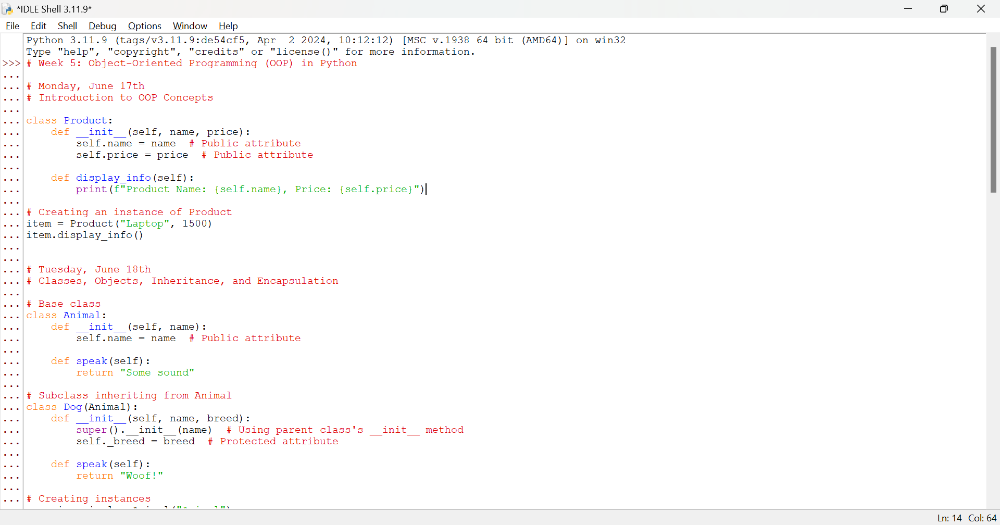 *IDLE Shell 3.11.9*
File Edit Shell Debug Options Window Help
Python 3.11.9 (tags/v3.11.9:de54cf5, Apr  2 2024, 10:12:12) [MSC v.1938 64 bit (AMD64)] on win32
Type "help", "copyright", "credits" or "license()" for more information.
>>> # Week 5: Object-Oriented Programming (OOP) in Python
...
... # Monday, June 17th
... # Introduction to OOP Concepts
...
... class Product:
...     def __init__(self, name, price):
...         self.name = name  # Public attribute
...         self.price = price  # Public attribute
...
...     def display_info(self):
...         print(f"Product Name: {self.name}, Price: {self.price}")
...
... # Creating an instance of Product
... item = Product("Laptop", 1500)
... item.display_info()
...
...
... # Tuesday, June 18th
... # Classes, Objects, Inheritance, and Encapsulation
...
... # Base class
... class Animal:
...     def __init__(self, name):
...         self.name = name  # Public attribute
...
...     def speak(self):
...         return "Some sound"
...
... # Subclass inheriting from Animal
... class Dog(Animal):
...     def __init__(self, name, breed):
...         super().__init__(name)  # Using parent class's __init__ method
...         self._breed = breed  # Protected attribute
...
...     def speak(self):
...         return "Woof!"
...
... # Creating instances
Ln: 14 Col: 64